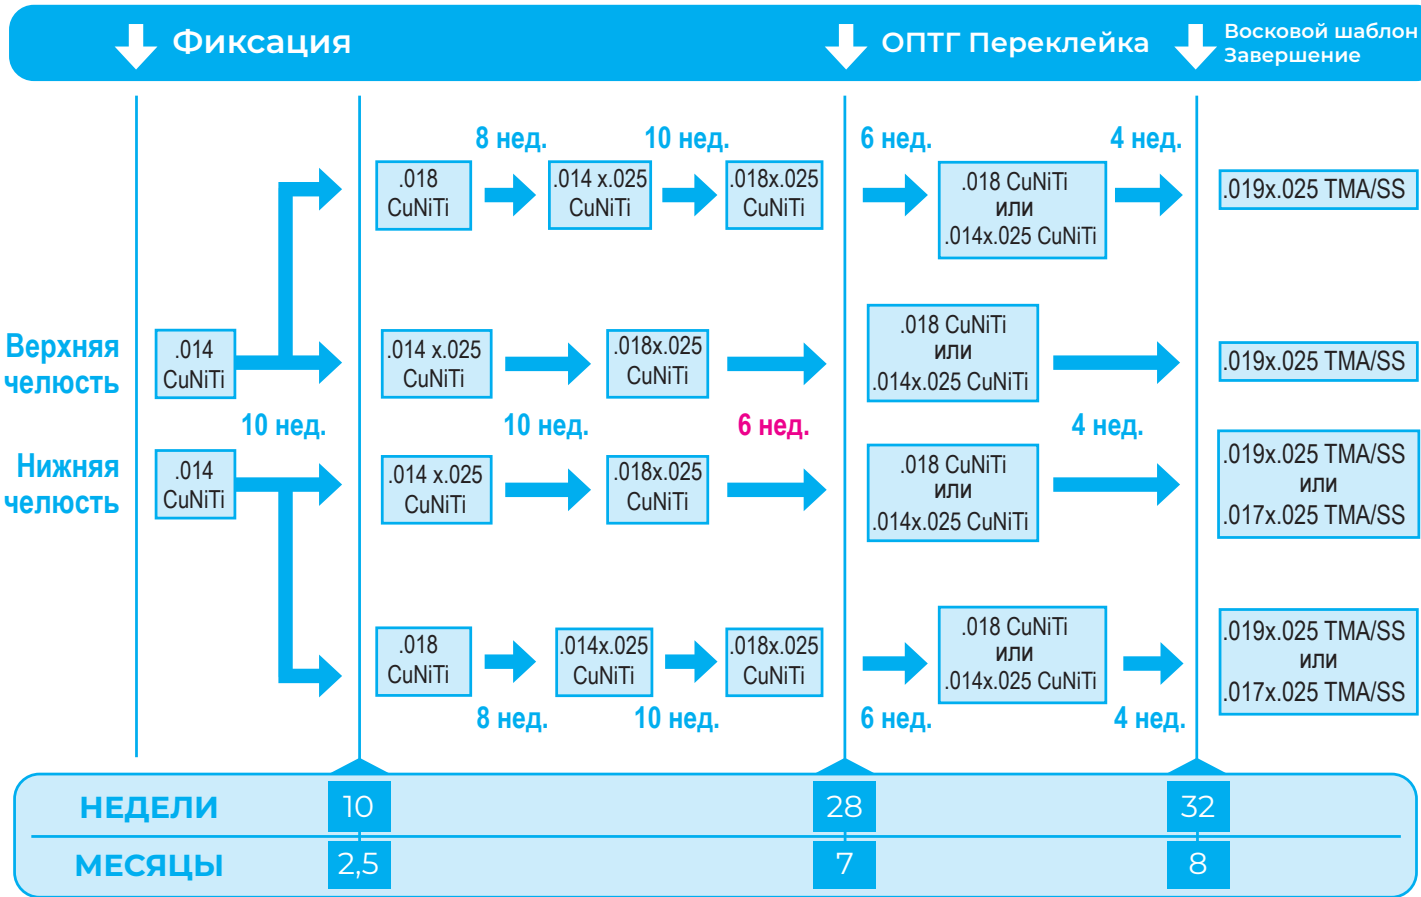 Фиксация
ОПТГ Переклейка
Восковой шаблон
Завершение
8 нед.
10 нед.
6 нед.
4 нед.
.018
CuNiTi
.014 x.025
CuNiTi
.018x.025
CuNiTi
.018 CuNiTi
или
.014x.025 CuNiTi
.019x.025 TMA/SS
Верхняя
челюсть
.014
CuNiTi
.014 x.025
CuNiTi
.018x.025
CuNiTi
.018 CuNiTi
или
.014x.025 CuNiTi
.019x.025 TMA/SS
10 нед.
10 нед.
6 нед.
4 нед.
Нижняя
челюсть
.014
CuNiTi
.014 x.025
CuNiTi
.018x.025
CuNiTi
.018 CuNiTi
или
.014x.025 CuNiTi
.019x.025 TMA/SS
или
.017x.025 TMA/SS
.018
CuNiTi
.014x.025
CuNiTi
.018x.025
CuNiTi
.018 CuNiTi
или
.014x.025 CuNiTi
.019x.025 TMA/SS
или
.017x.025 TMA/SS
8 нед.
10 нед.
6 нед.
4 нед.
НЕДЕЛИ 10 28 32
МЕСЯЦЫ 2,5 7 8